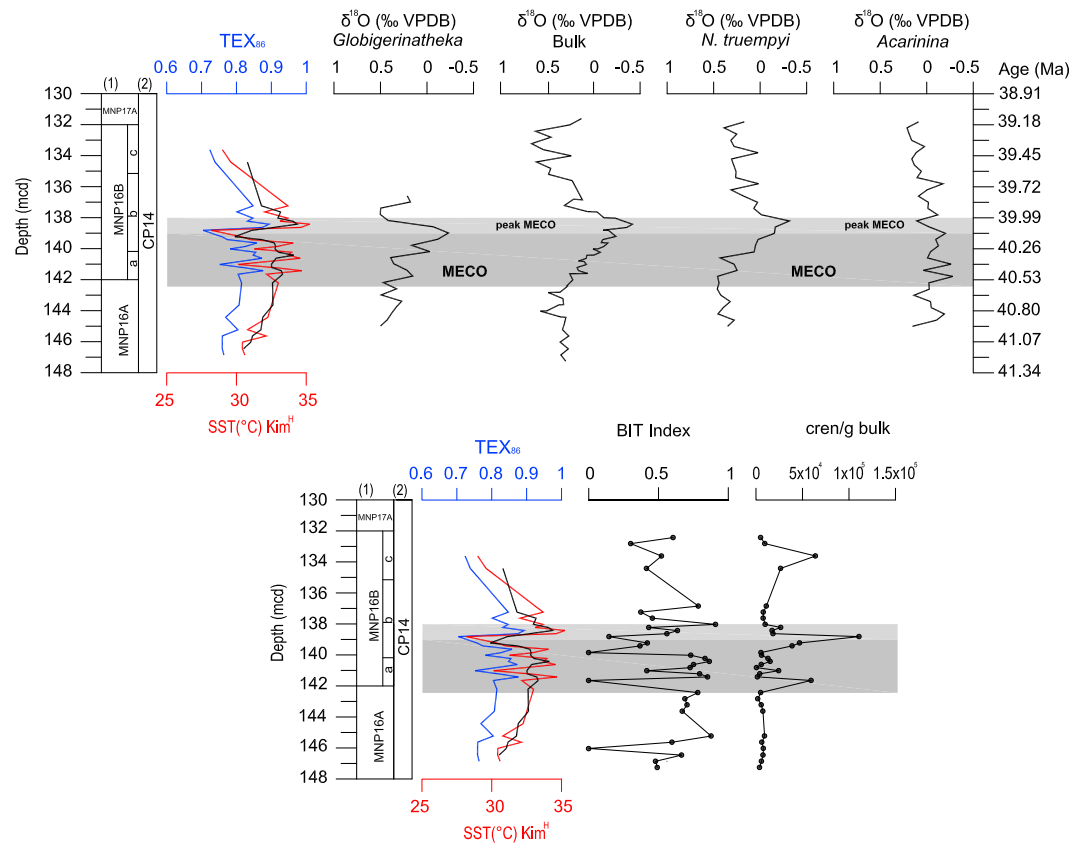 δ18O (‰ VPDB) δ18O (‰ VPDB) δ18O (‰ VPDB) δ18O (‰ VPDB)
TEX86 Globigerinatheka Bulk N. truempyi Acarinina
0.6 0.7 0.8 0.9 1 1 0.5 0 -0.5 1 0.5 0 -0.5 1 0.5 0 -0.5 1 0.5 0 -0.5
Age (Ma)
(1) (2)
Depth (mcd)
130 38.91
MNP17A
132 39.18
134 39.45
136 39.72
138 39.99
140 40.26
142 40.53
144 40.80
146 41.07
148 41.34
MNP16B
MNP16A
c
b
a
CP14
peak MECO peak MECO
MECO MECO
25 30 35
SST(°C) KimH
BIT Index cren/g bulk
TEX86
0.6 0.7 0.8 0.9 1 0 0.5 1 0 5x104 1x105 1.5x105
(1) (2)
Depth (mcd)
130
MNP17A
132
134
136
138
140
142
144
146
148
MNP16B
MNP16A
c
b
a
CP14
25 30 35
SST(°C) KimH